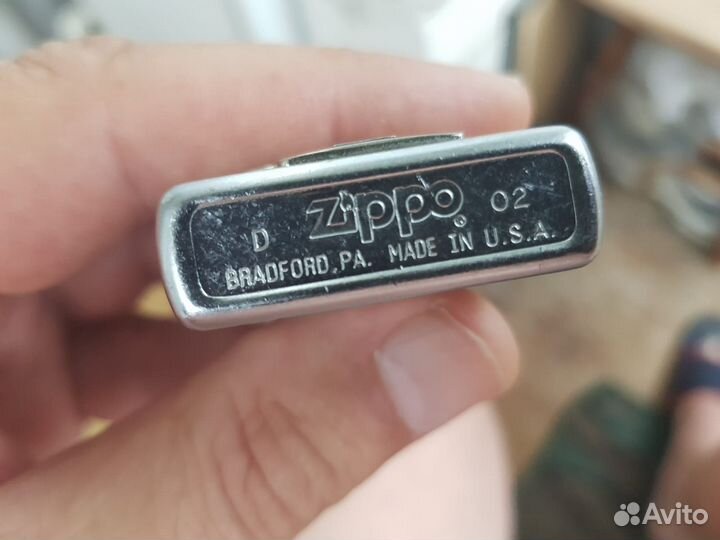 D Zippo® 02
BRADFORD, PA. MADE IN U.S.A.
Avito